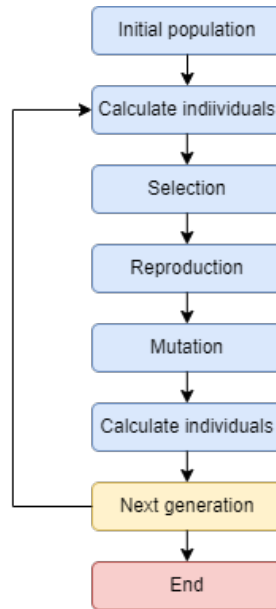 Initial population
Calculate indiividuals
Selection
Reproduction
Mutation
Calculate individuals
Next generation
End